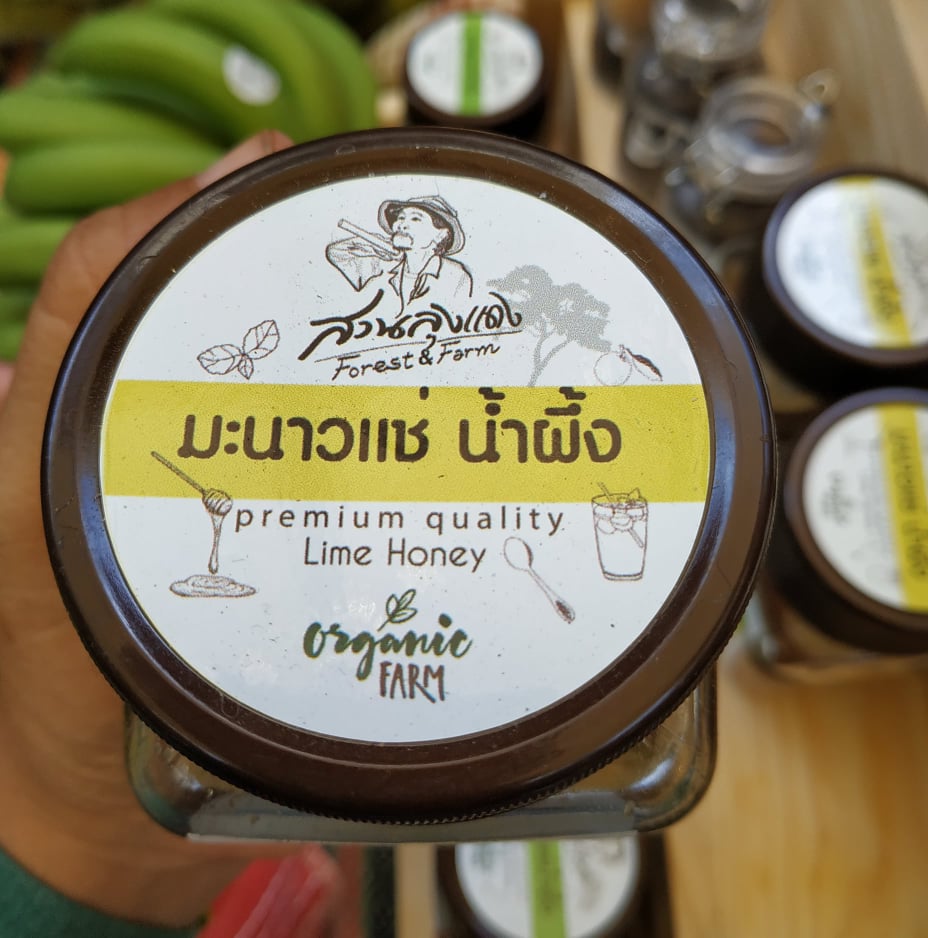 สวนลุงแดง
Forest & Farm
มะนาวแช่ น้ำผึ้ง
premium quality
Lime Honey
organic
FARM